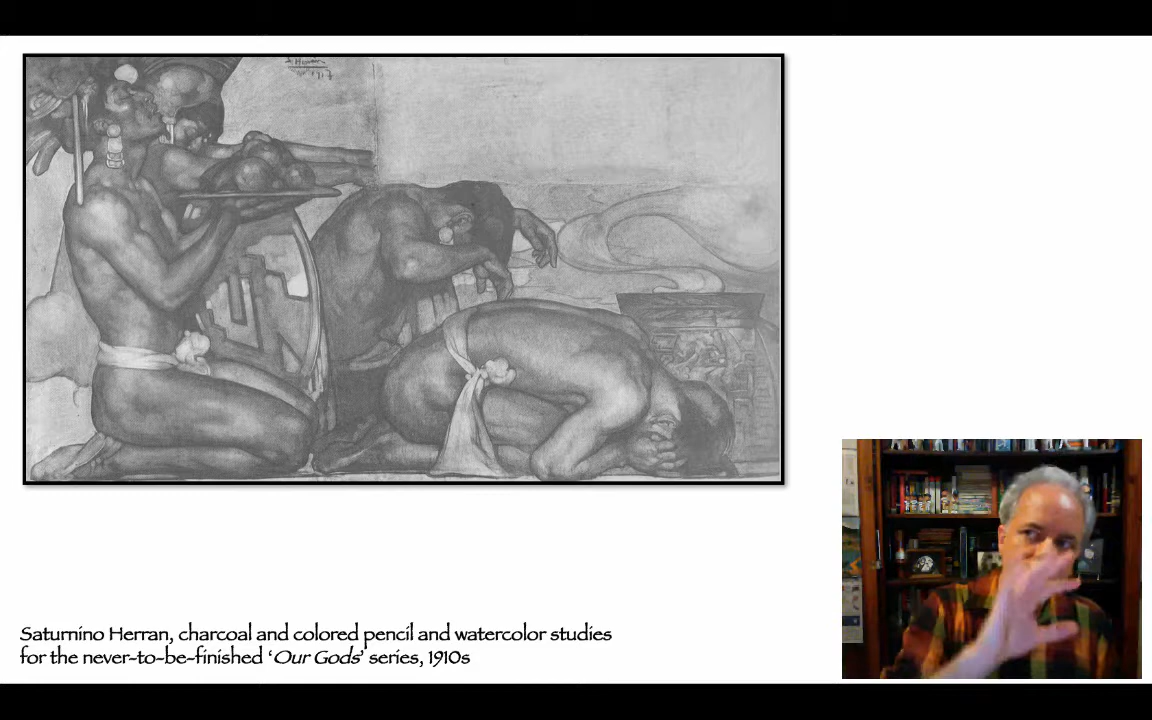 1917
Saturnino Herran, charcoal and colored pencil and watercolor studies
for the never-to-be-finished ‘Our Gods’ series, 1910s